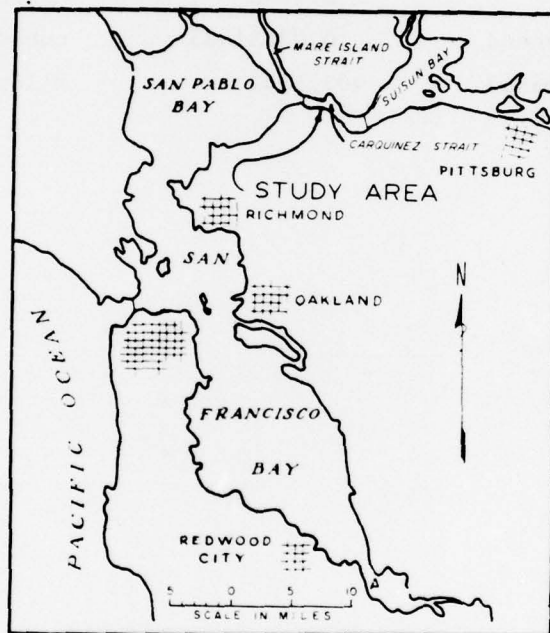 MARE ISLAND
STRAIT
SAN PABLO
BAY
SUISUN BAY
CARQUINEZ STRAIT
PITTSBURG
STUDY AREA
RICHMOND
SAN
N
OAKLAND
PACIFIC OCEAN
FRANCISCO
BAY
REDWOOD
CITY
5 0 5 10
SCALE IN MILES